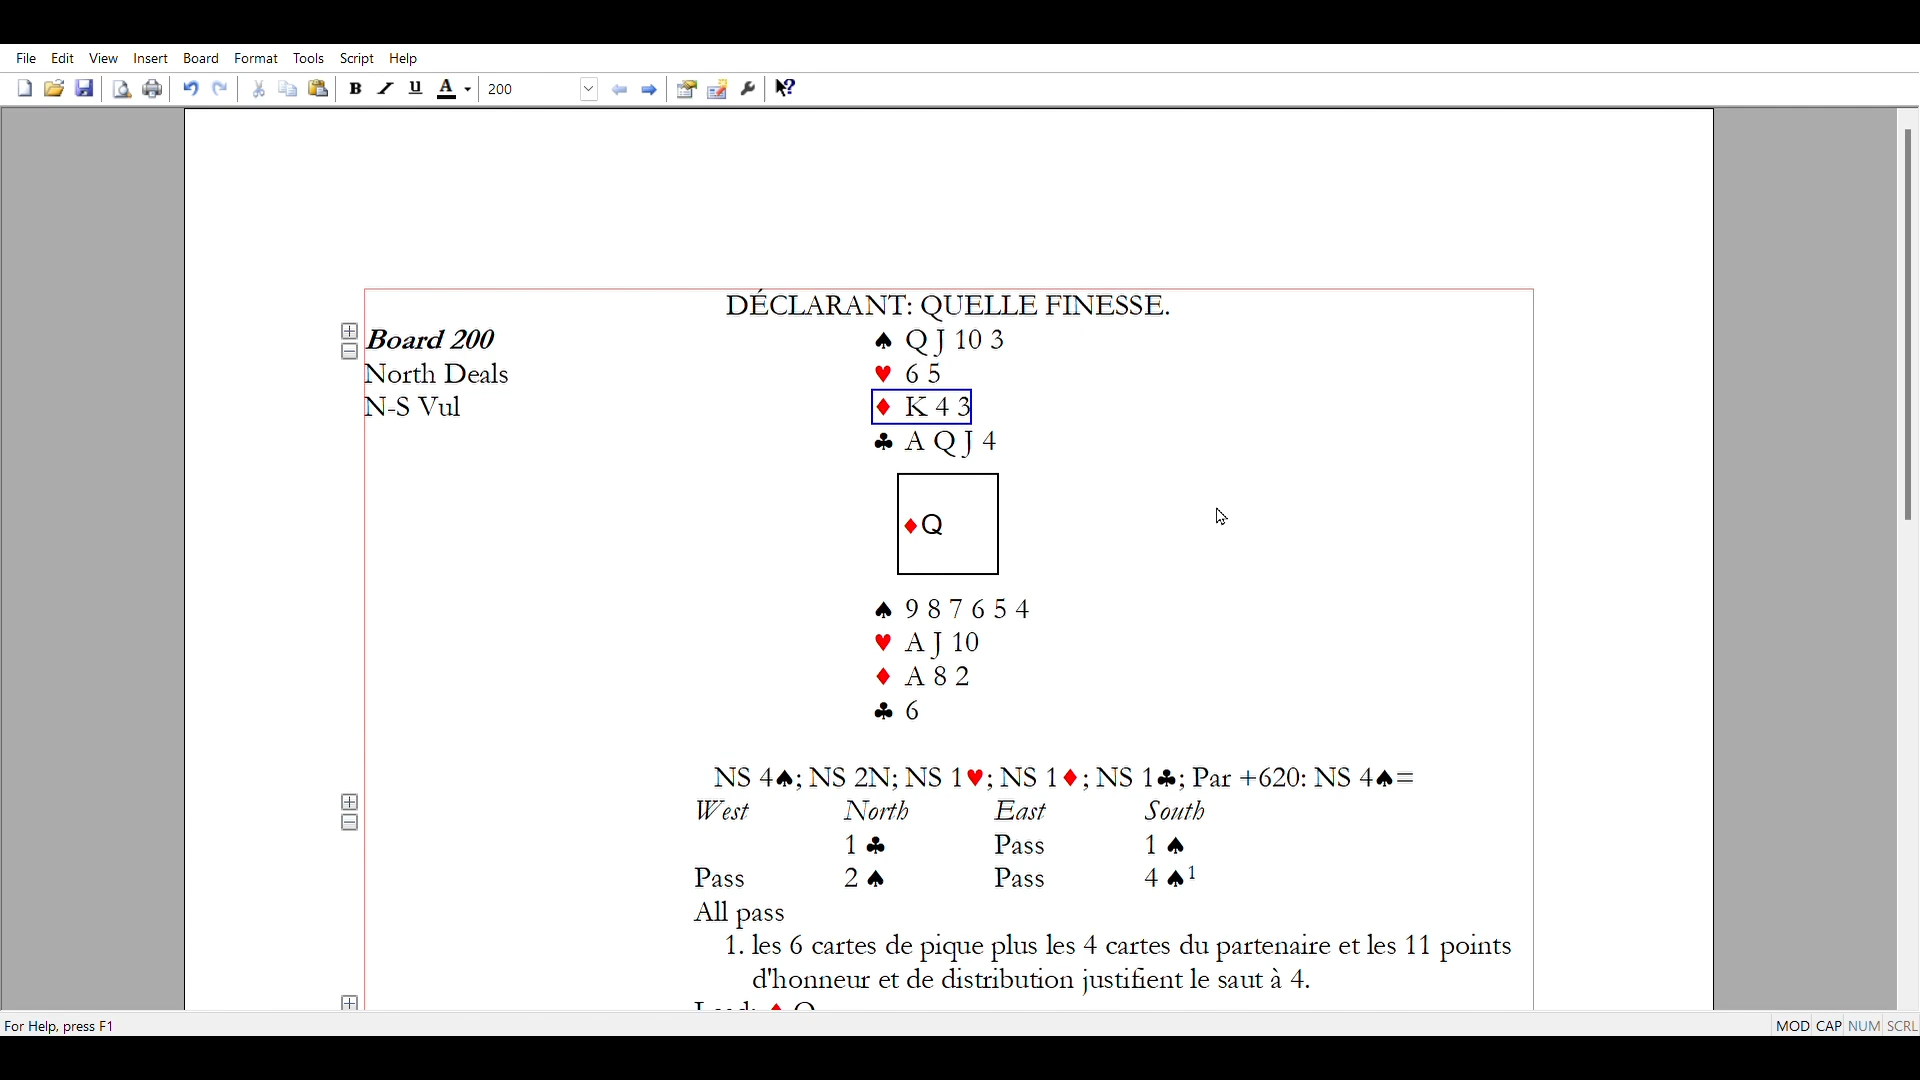 File Edit View Insert Board Format Tools Script Help
B I U A 200
DÉCLARANT: QUELLE FINESSE.
Board 200 ♠ Q J 10 3
North Deals ♥ 6 5
N-S Vul ♦ K 4 3
♣ A Q J 4
♦Q
♠ 9 8 7 6 5 4
♥ A J 10
♦ A 8 2
♣ 6
NS 4♠; NS 2N; NS 1♥; NS 1♦; NS 1♣; Par +620: NS 4♠=
West North East South
1 ♣ Pass 1 ♠
Pass 2 ♠ Pass 4 ♠1
All pass
1. les 6 cartes de pique plus les 4 cartes du partenaire et les 11 points
d'honneur et de distribution justifient le saut à 4.
For Help, press F1 MOD CAP NUM SCRL